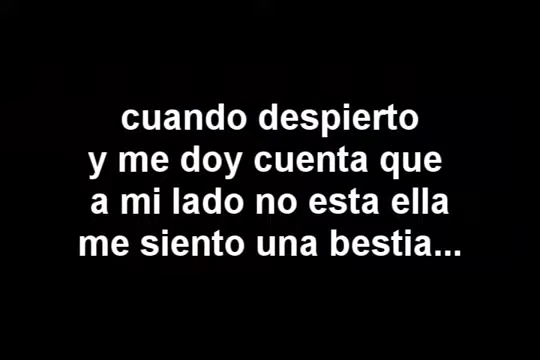 cuando despierto
y me doy cuenta que
a mi lado no esta ella
me siento una bestia...